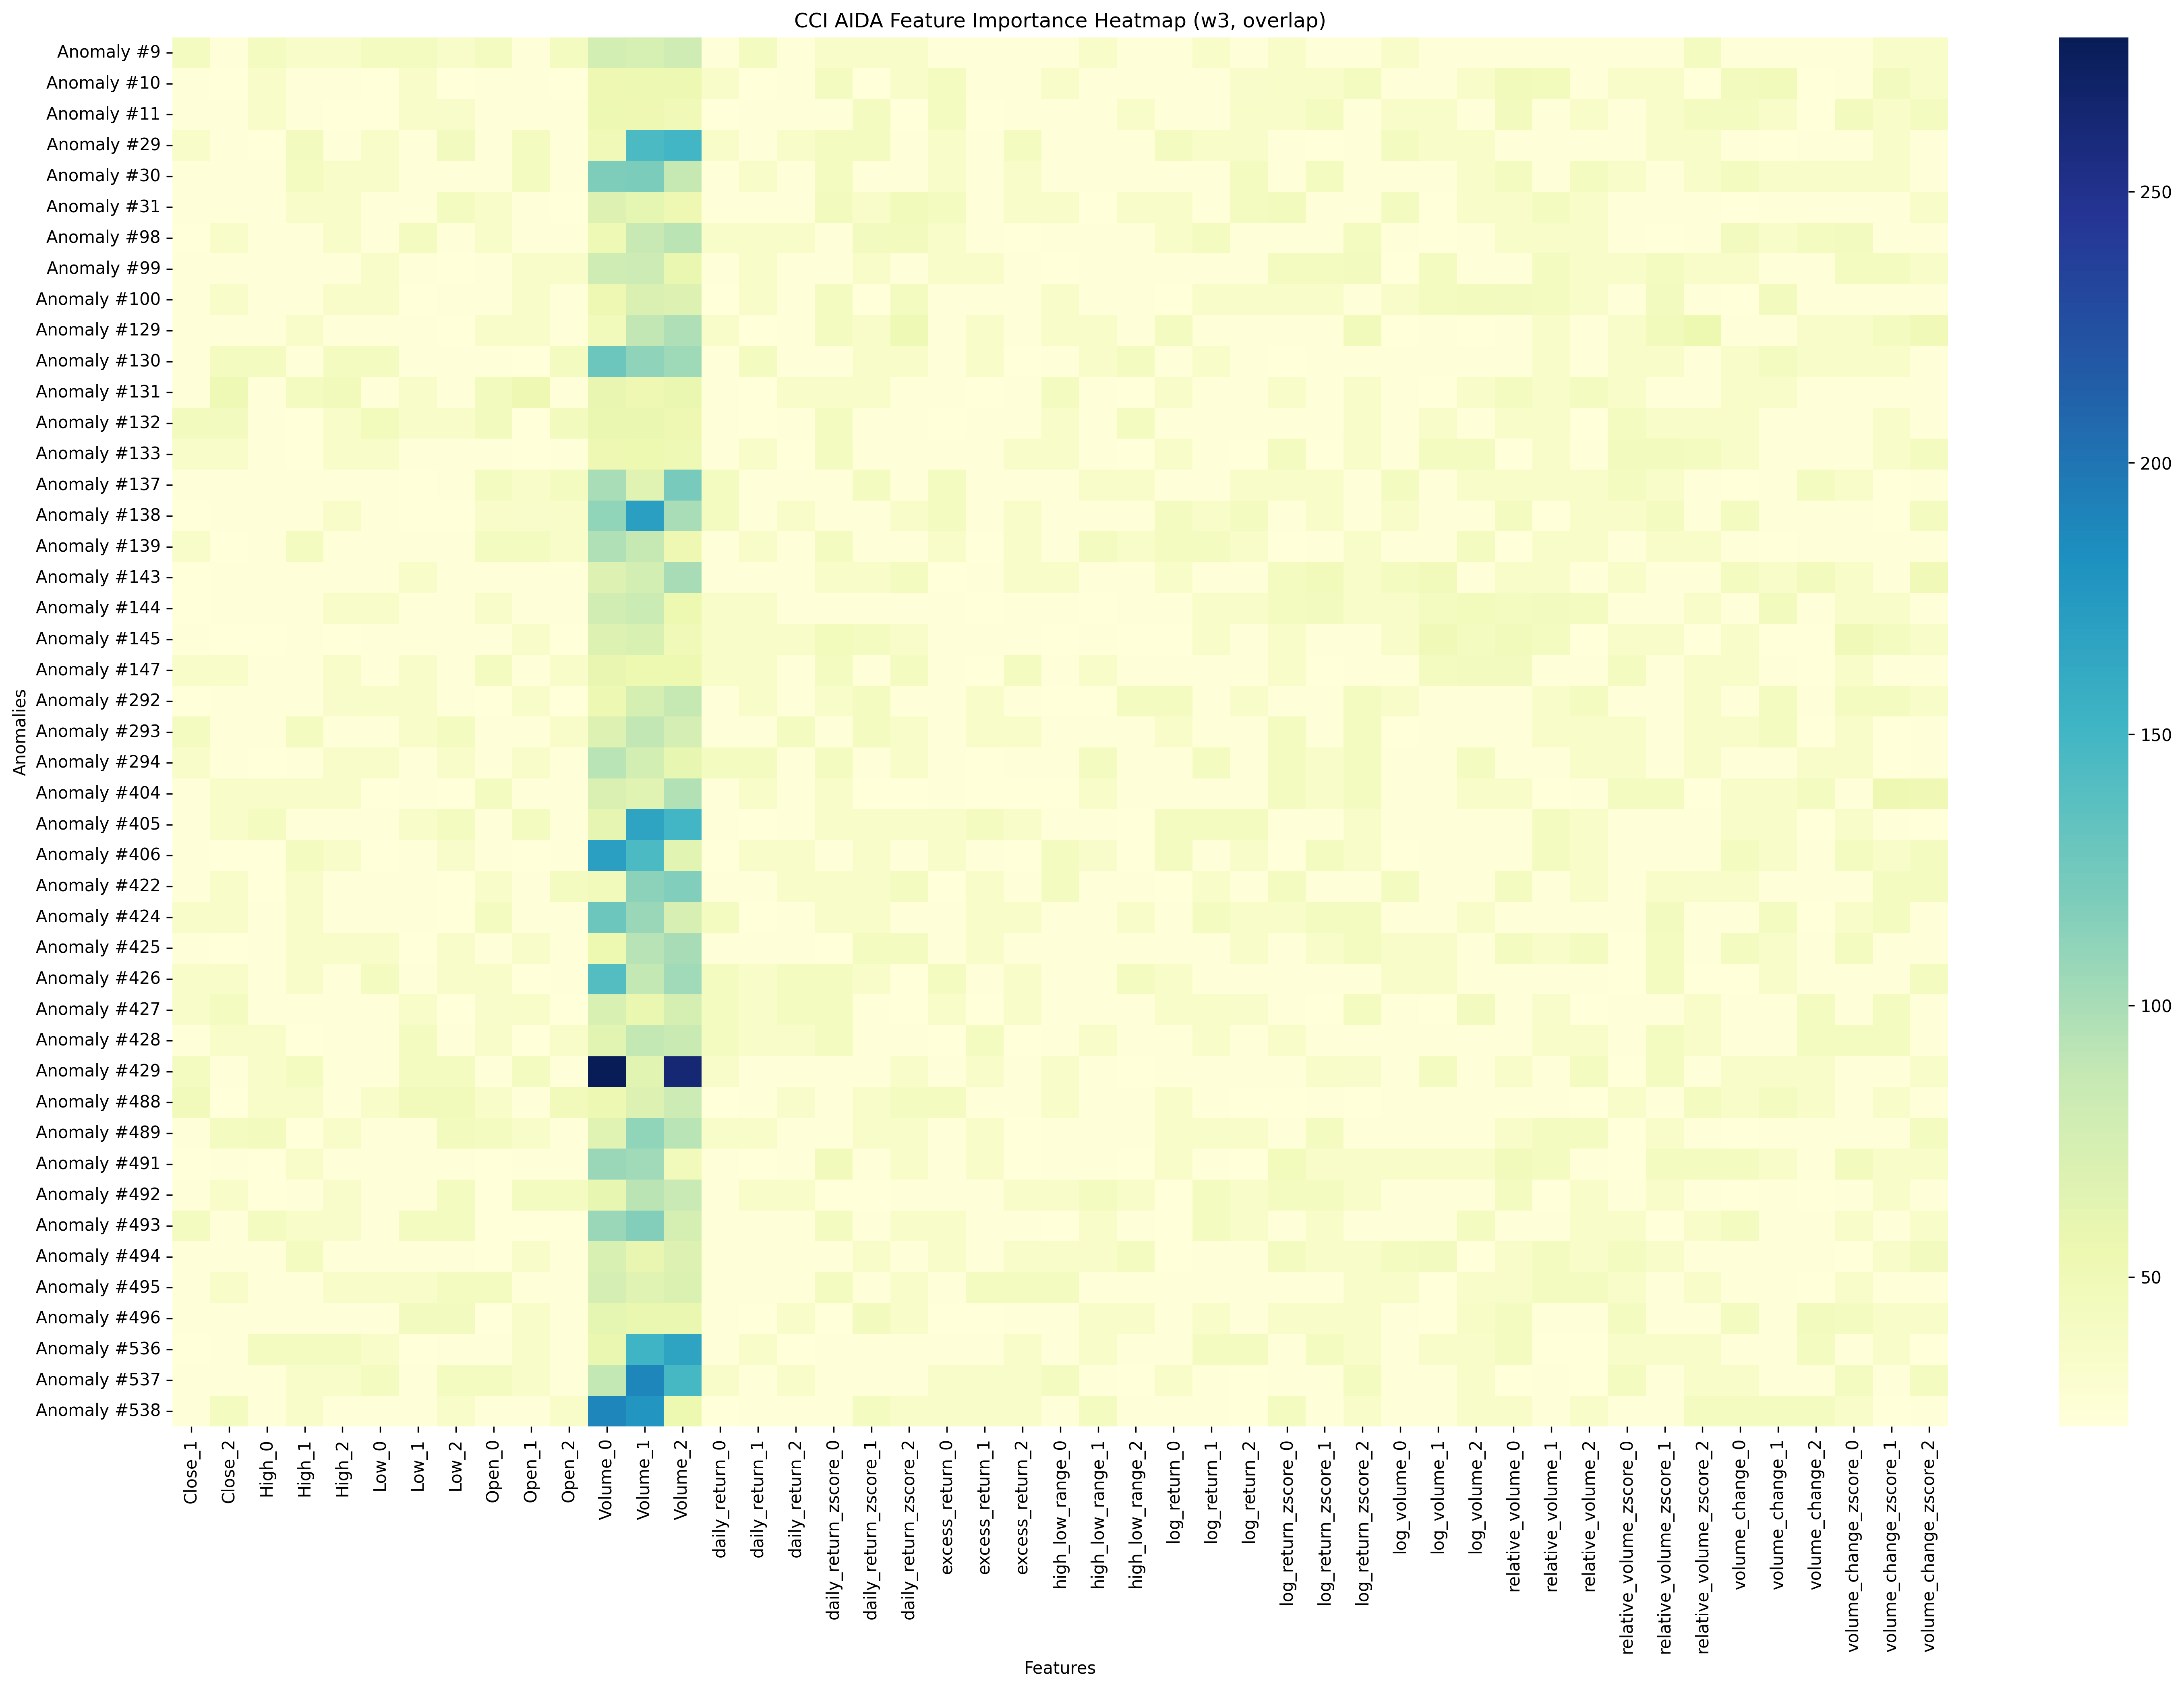 CCI AIDA Feature Importance Heatmap (w3, overlap)
Anomalies
Anomaly #9
Anomaly #10
Anomaly #11
Anomaly #29
Anomaly #30
Anomaly #31
Anomaly #98
Anomaly #99
Anomaly #100
Anomaly #129
Anomaly #130
Anomaly #131
Anomaly #132
Anomaly #133
Anomaly #137
Anomaly #138
Anomaly #139
Anomaly #143
Anomaly #144
Anomaly #145
Anomaly #147
Anomaly #292
Anomaly #293
Anomaly #294
Anomaly #404
Anomaly #405
Anomaly #406
Anomaly #422
Anomaly #424
Anomaly #425
Anomaly #426
Anomaly #427
Anomaly #428
Anomaly #429
Anomaly #488
Anomaly #489
Anomaly #491
Anomaly #492
Anomaly #493
Anomaly #494
Anomaly #495
Anomaly #496
Anomaly #536
Anomaly #537
Anomaly #538
Close_1
Close_2
High_0
High_1
High_2
Low_0
Low_1
Low_2
Open_0
Open_1
Open_2
Volume_0
Volume_1
Volume_2
daily_return_0
daily_return_1
daily_return_2
daily_return_zscore_0
daily_return_zscore_1
daily_return_zscore_2
excess_return_0
excess_return_1
excess_return_2
high_low_range_0
high_low_range_1
high_low_range_2
log_return_0
log_return_1
log_return_2
log_return_zscore_0
log_return_zscore_1
log_return_zscore_2
log_volume_0
log_volume_1
log_volume_2
relative_volume_0
relative_volume_1
relative_volume_2
relative_volume_zscore_0
relative_volume_zscore_1
relative_volume_zscore_2
volume_change_0
volume_change_1
volume_change_2
volume_change_zscore_0
volume_change_zscore_1
volume_change_zscore_2
Features
250
200
150
100
50